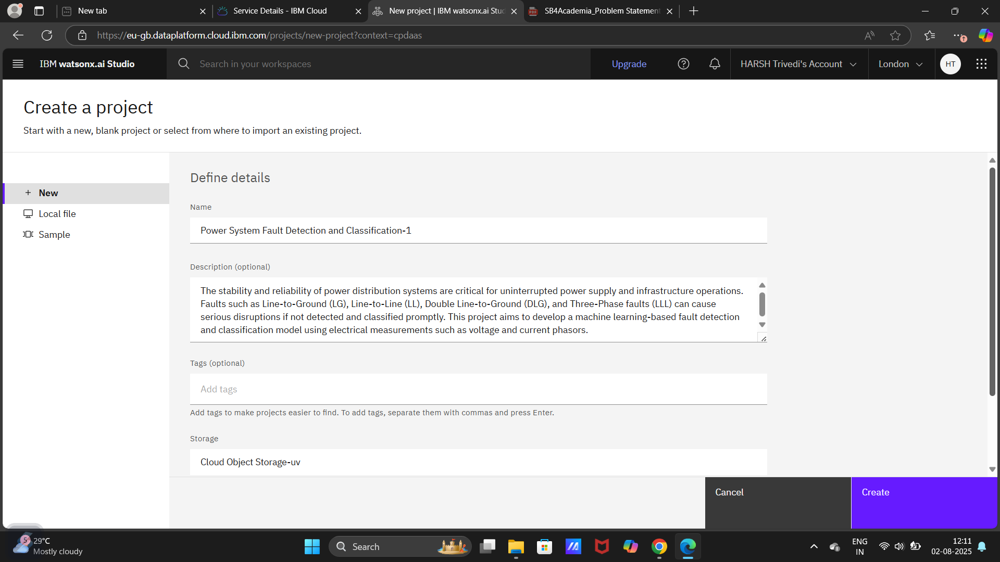 New tab
Service Details - IBM Cloud
New project | IBM watsonx.ai Stu
SB4Academia_Problem Statement
https://eu-gb.dataplatform.cloud.ibm.com/projects/new-project?context=cpdaas
IBM watsonx.ai Studio
Search in your workspaces
Upgrade
HARSH Trivedi's Account
London
HT
Create a project
Start with a new, blank project or select from where to import an existing project.
New
Local file
Sample
Define details
Name
Power System Fault Detection and Classification-1
Description (optional)
The stability and reliability of power distribution systems are critical for uninterrupted power supply and infrastructure operations.
Faults such as Line-to-Ground (LG), Line-to-Line (LL), Double Line-to-Ground (DLG), and Three-Phase faults (LLL) can cause
serious disruptions if not detected and classified promptly. This project aims to develop a machine learning-based fault detection
and classification model using electrical measurements such as voltage and current phasors.
Tags (optional)
Add tags
Add tags to make projects easier to find. To add tags, separate them with commas and press Enter.
Storage
Cloud Object Storage-uv
Cancel
Create
5
29°C
Mostly cloudy
Search
ENG
IN
12:11
02-08-2025